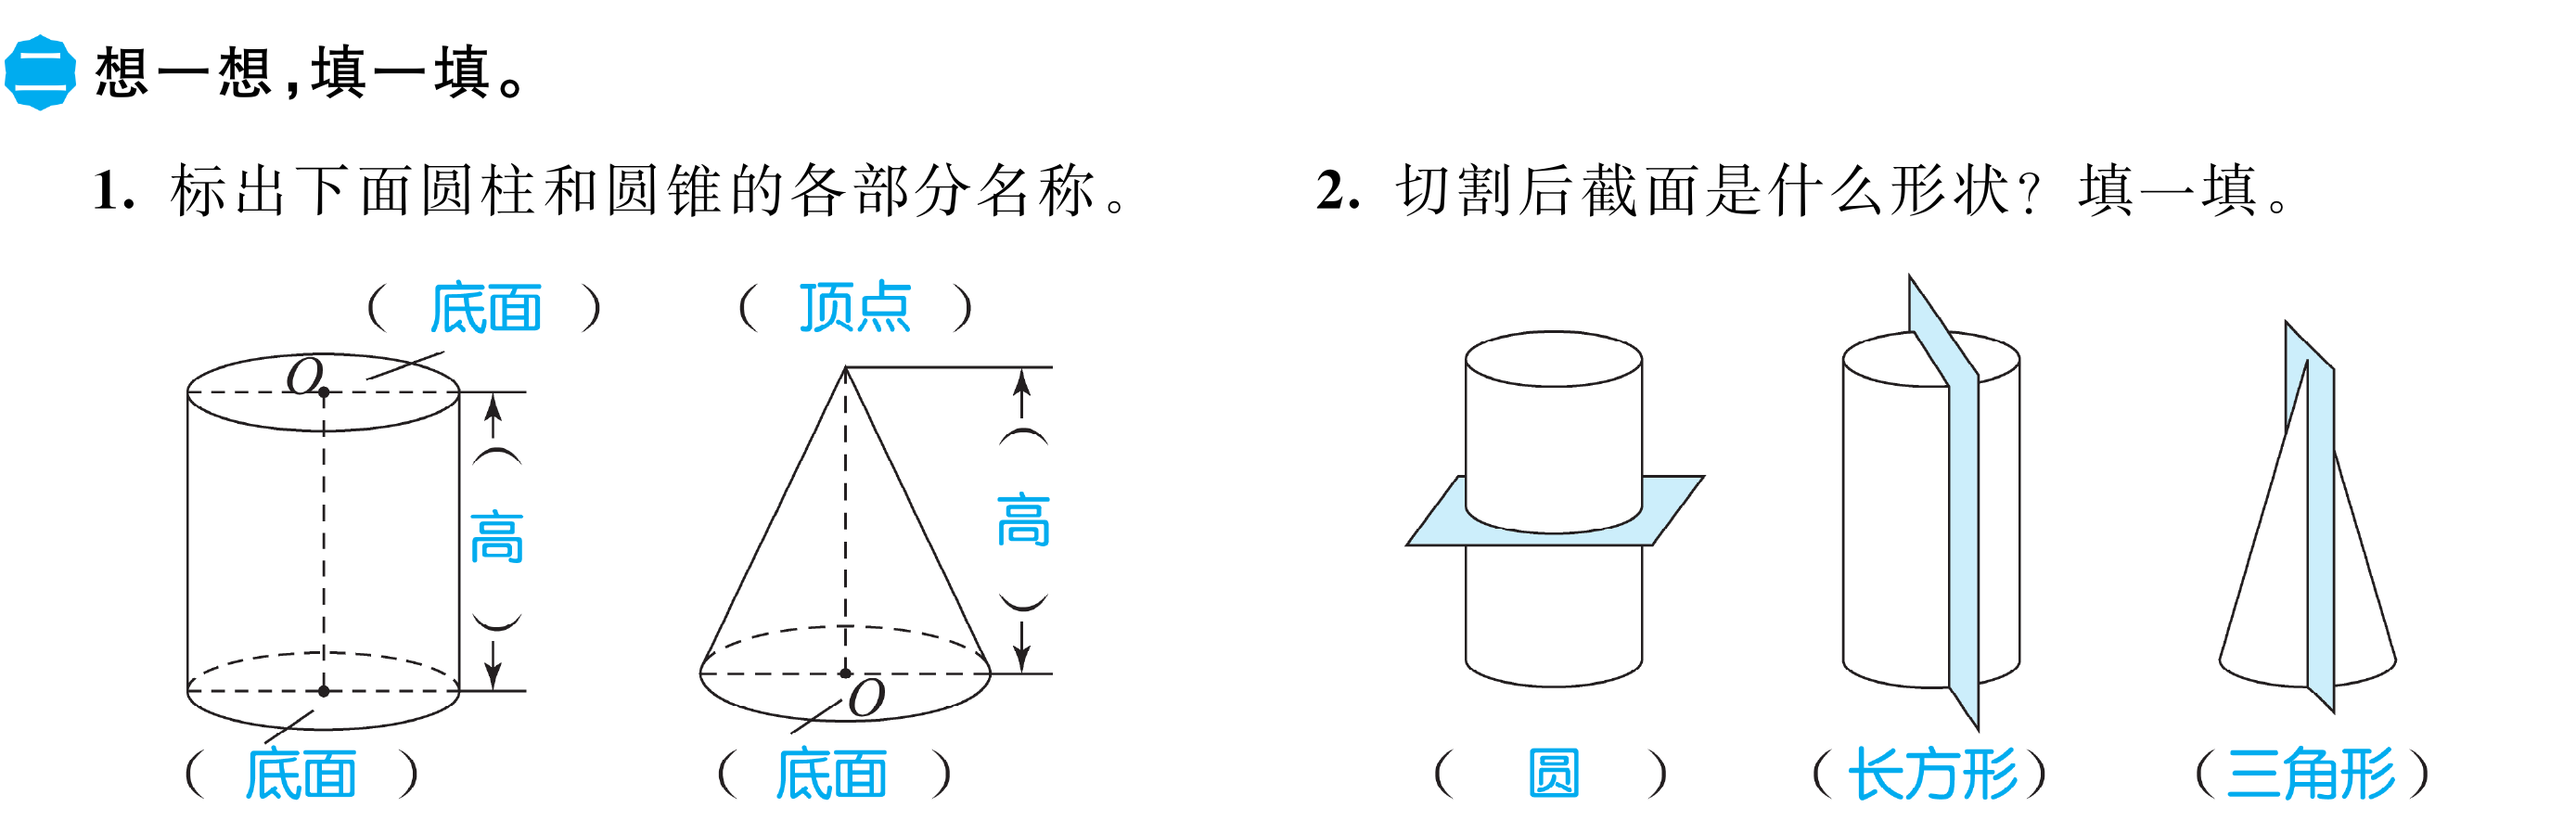 二 想一想,填一填。
1. 标出下面圆柱和圆锥的各部分名称。
(底面) (顶点)
O
(高)
(高)
O
(底面) (底面)
2. 切割后截面是什么形状? 填一填。
(圆) (长方形) (三角形)